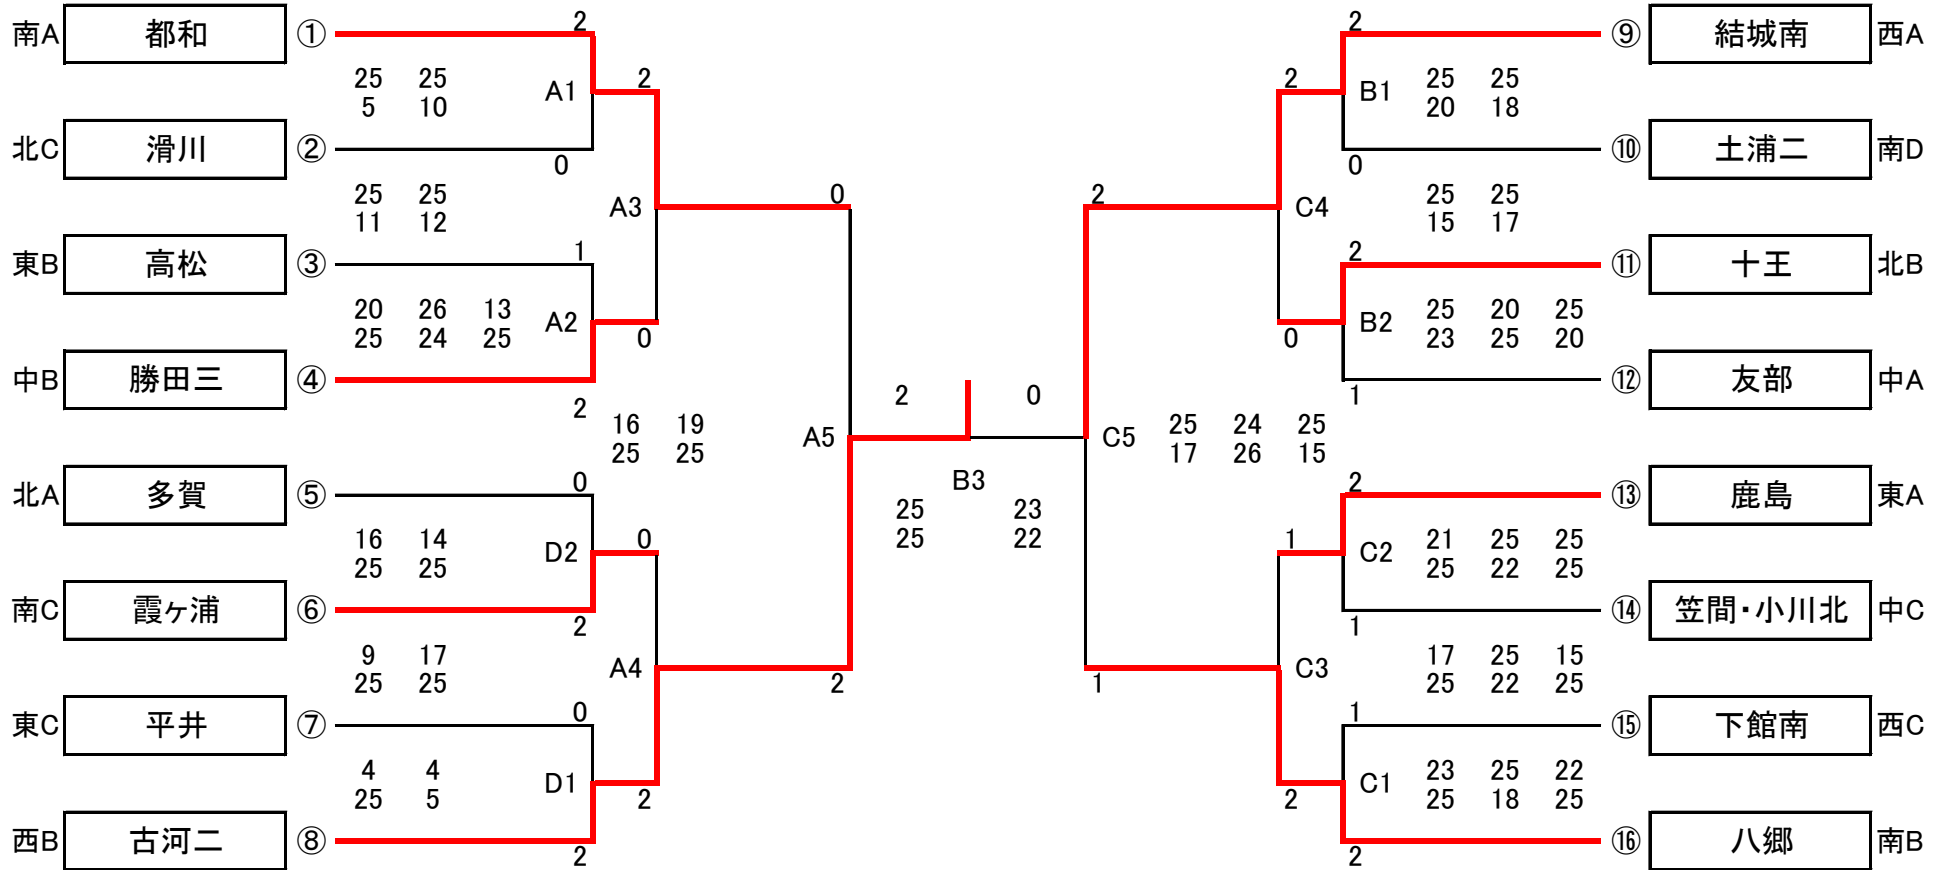 2 2
南A 都和 ① ⑨ 結城南 西A
25 25 2 2 25 25
5 10 A1 B1 20 18
北C 滑川 ② ⑩ 土浦二 南D
0 0
25 25 0 2 25 25
11 12 A3 C4 15 17
東B 高松 ③ 1 2 ⑪ 十王 北B
20 26 13 A2 B2 25 20 25
25 24 25 0 0 23 25 20
中B 勝田三 ④ ⑫ 友部 中A
2 2 0 1
16 19 A5 C5 25 24 25
25 25 17 26 15
北A 多賀 ⑤ 0 B3 2 ⑬ 鹿島 東A
25 23
16 14 0 25 22 1 21 25 25
25 25 D2 C2 25 22 25
南C 霞ヶ浦 ⑥ ⑭ 笠間・小川北 中C
2 1
9 17 A4 C3 17 25 15
25 25 2 1 25 22 25
東C 平井 ⑦ 0 1 ⑮ 下館南 西C
4 4 D1 C1 23 25 22
25 5 2 2 25 18 25
西B 古河二 ⑧ ⑯ 八郷 南B
2 2